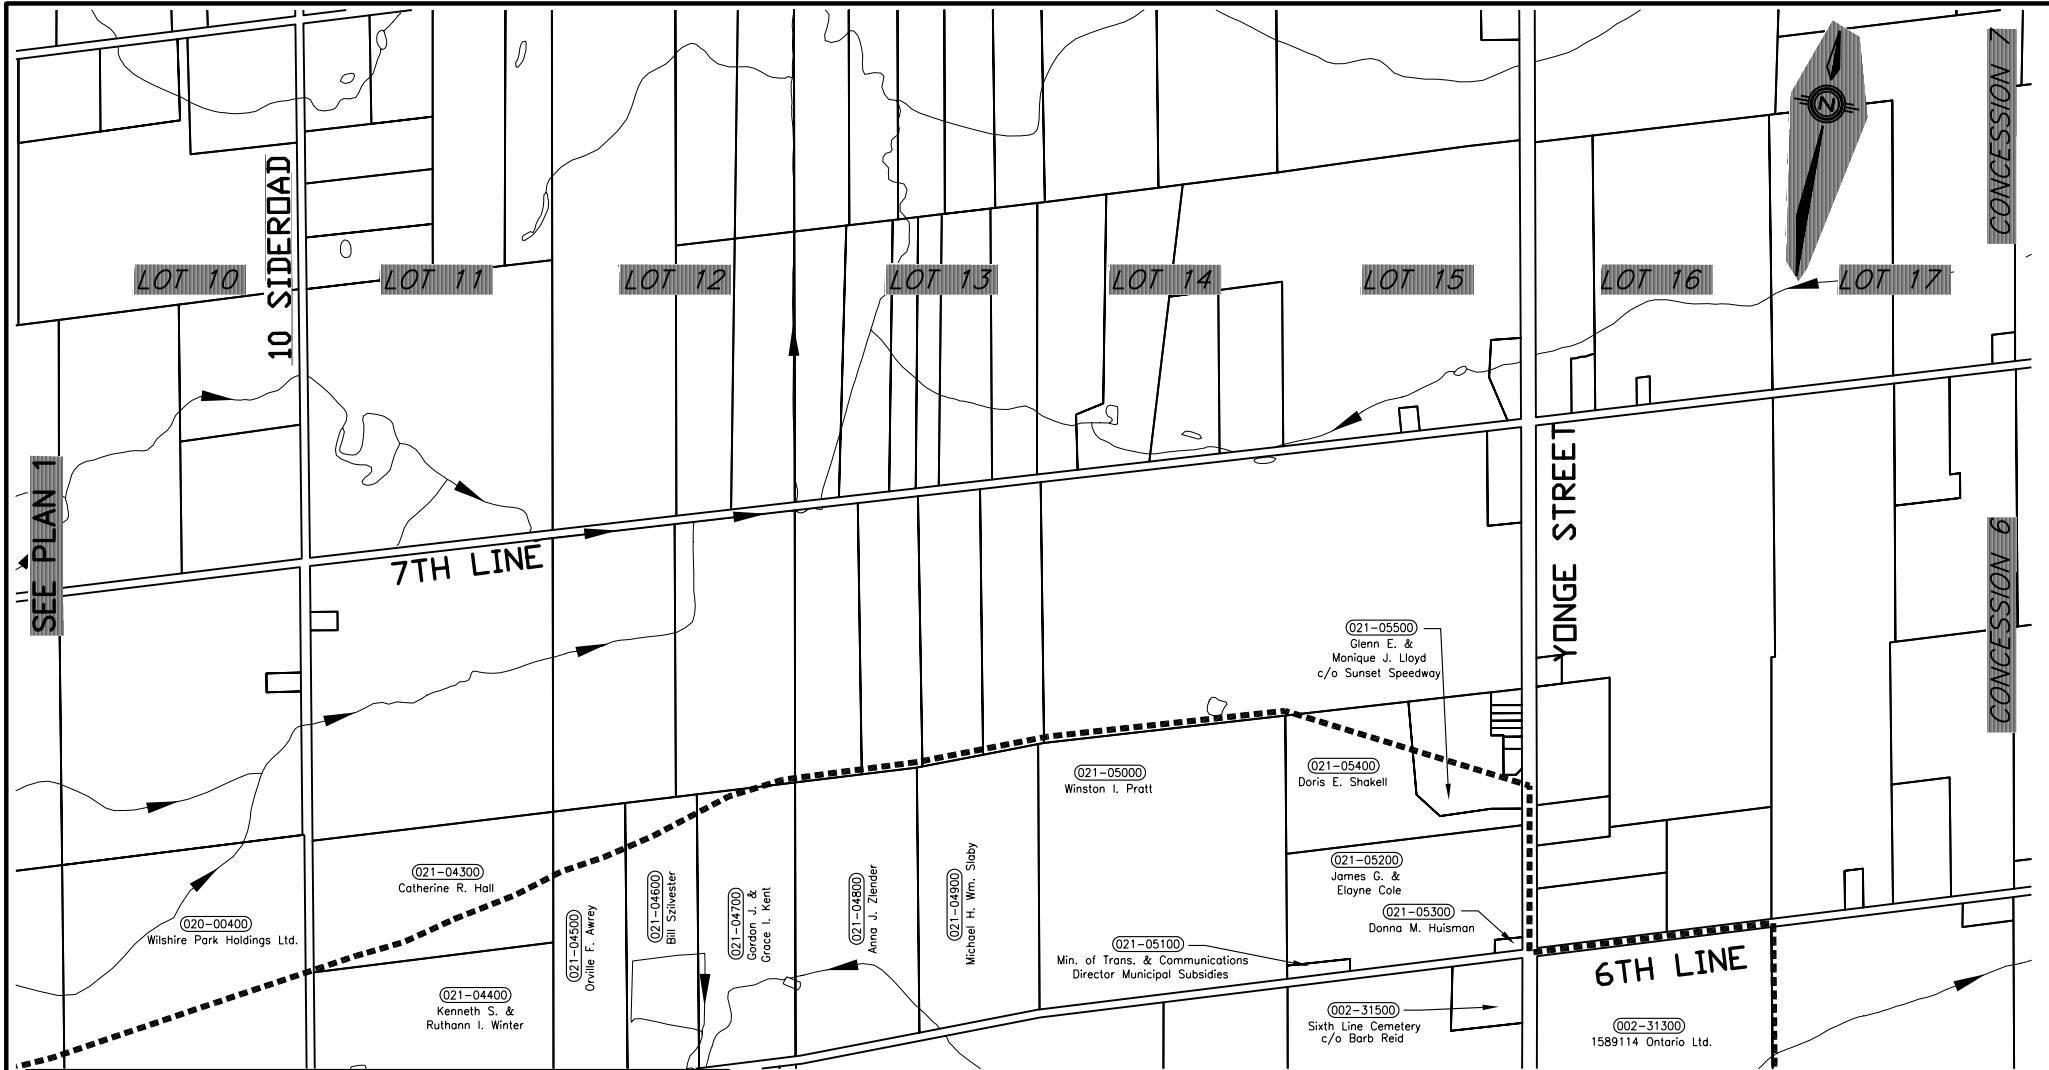 CONCESSION 7
N
10 SIDEROAD
LOT 10
LOT 11
LOT 12
LOT 13
LOT 14
LOT 15
LOT 16
LOT 17
SEE PLAN 1
7TH LINE
YONGE STREET
CONCESSION 6
021-05500
Glenn E. &
Monique J. Lloyd
c/o Sunset Speedway
021-05000
Winston I. Pratt
021-05400
Doris E. Shakell
021-04300
Catherine R. Hall
020-00400
Wilshire Park Holdings Ltd.
021-04500
Orville F. Awrey
021-04600
Bill Szilvester
021-04700
Gordon J. &
Grace I. Kent
021-04800
Anna J. Ziender
021-04900
Michael H. Wm. Slaby
021-05200
James G. &
Elayne Cole
021-05300
Donna M. Huisman
021-05100
Min. of Trans. & Communications
Director Municipal Subsidies
6TH LINE
021-04400
Kenneth S. &
Ruthann I. Winter
002-31500
Sixth Line Cemetery
c/o Barb Reid
002-31300
1589114 Ontario Ltd.